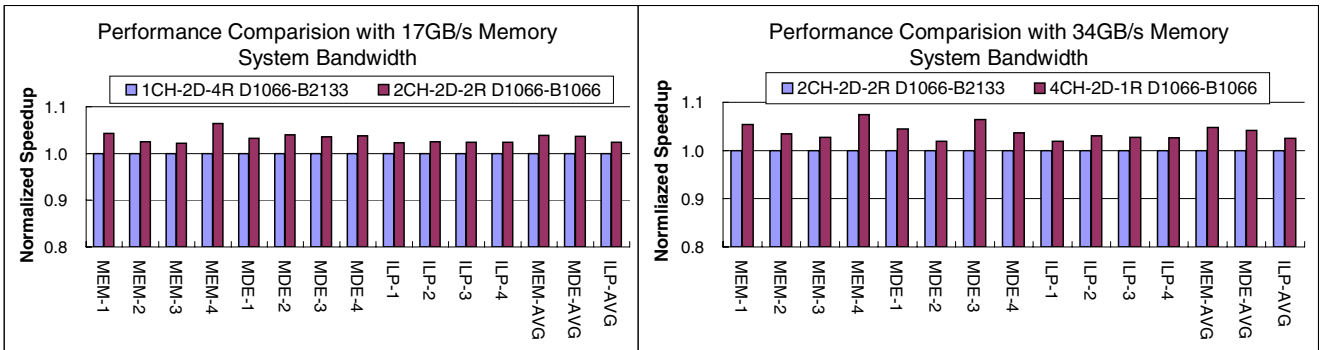 Performance Comparision with 17GB/s Memory
System Bandwidth
1CH-2D-4R D1066-B2133 2CH-2D-2R D1066-B1066
Normalized Speedup
1.1
1.0
0.9
0.8
MEM-1
MEM-2
MEM-3
MEM-4
MDE-1
MDE-2
MDE-3
MDE-4
ILP-1
ILP-2
ILP-3
ILP-4
MEM-AVG
MDE-AVG
ILP-AVG
Performance Comparision with 34GB/s Memory
System Bandwidth
2CH-2D-2R D1066-B2133 4CH-2D-1R D1066-B1066
Normliazed Speedup
1.1
1.0
0.9
0.8
MEM-1
MEM-2
MEM-3
MEM-4
MDE-1
MDE-2
MDE-3
MDE-4
ILP-1
ILP-2
ILP-3
ILP-4
MEM-AVG
MDE-AVG
ILP-AVG